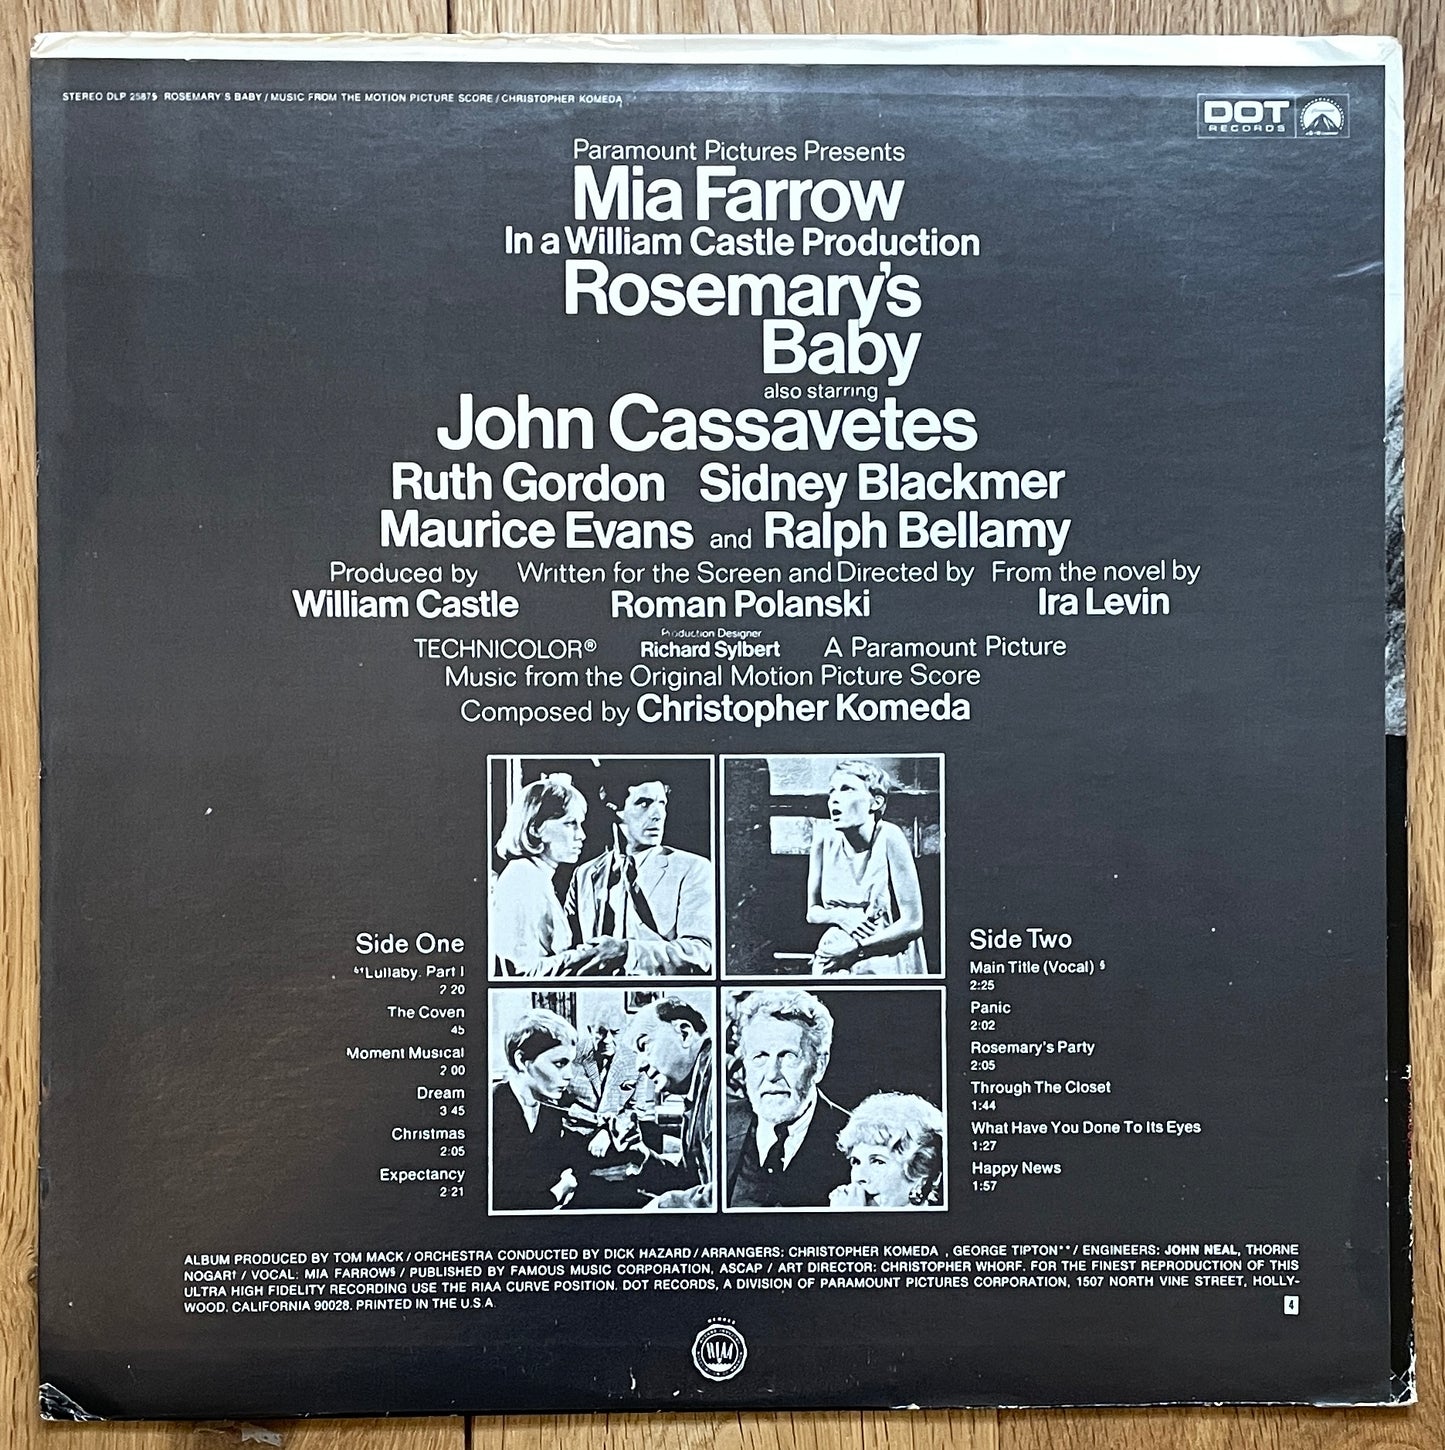 STEREO DLP 25875 ROSEMARY'S BABY / MUSIC FROM THE MOTION PICTURE SCORE / CHRISTOPHER KOMEDA
DOT
RECORDS
Paramount Pictures Presents
Mia Farrow
In a William Castle Production
Rosemary's
Baby
also starring
John Cassavetes
Ruth Gordon Sidney Blackmer
Maurice Evans and Ralph Bellamy
Produced by Written for the Screen and Directed by From the novel by
William Castle Roman Polanski Ira Levin
Production Designer
TECHNICOLOR® Richard Sylbert A Paramount Picture
Music from the Original Motion Picture Score
Composed by Christopher Komeda
Side One
Lullaby. Part I
2 20
The Coven
45
Moment Musical
2 00
Dream
3 45
Christmas
2:05
Expectancy
2:21
Side Two
Main Title (Vocal) §
2:25
Panic
2:02
Rosemary's Party
2:05
Through The Closet
1:44
What Have You Done To Its Eyes
1:27
Happy News
1:57
ALBUM PRODUCED BY TOM MACK / ORCHESTRA CONDUCTED BY DICK HAZARD / ARRANGERS: CHRISTOPHER KOMEDA , GEORGE TIPTON** / ENGINEERS: JOHN NEAL, THORNE
NOGAR† / VOCAL: MIA FARROW§ / PUBLISHED BY FAMOUS MUSIC CORPORATION, ASCAP / ART DIRECTOR: CHRISTOPHER WHORF. FOR THE FINEST REPRODUCTION OF THIS
ULTRA HIGH FIDELITY RECORDING USE THE RIAA CURVE POSITION. DOT RECORDS, A DIVISION OF PARAMOUNT PICTURES CORPORATION, 1507 NORTH VINE STREET, HOLLY-
WOOD, CALIFORNIA 90028. PRINTED IN THE U.S.A.
4
RIAA